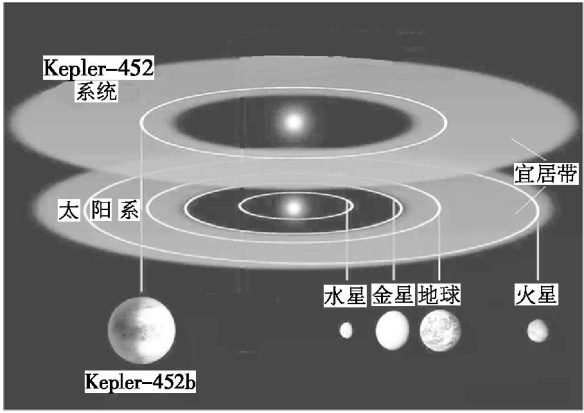 Kepler-452
系统
宜居带
太阳系
水星
金星
地球
火星
Kepler-452b